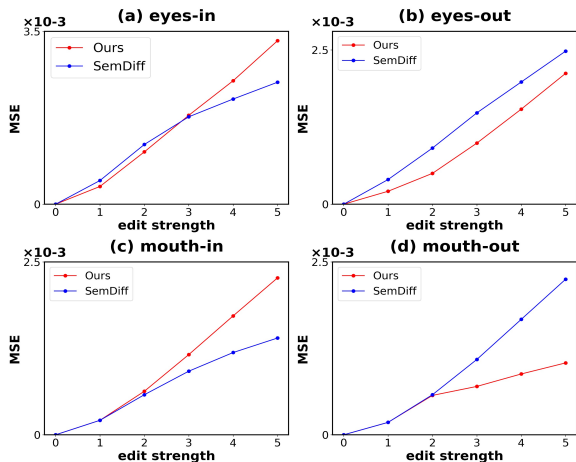 (a) eyes-in
×10−3
3.5
Ours
SemDiff
MSE
0
0 1 2 3 4 5
edit strength
(b) eyes-out
×10−3
2.5
Ours
SemDiff
MSE
0
0 1 2 3 4 5
edit strength
(c) mouth-in
×10−3
2.5
Ours
SemDiff
MSE
0
0 1 2 3 4 5
edit strength
(d) mouth-out
×10−3
2.5
Ours
SemDiff
MSE
0
0 1 2 3 4 5
edit strength